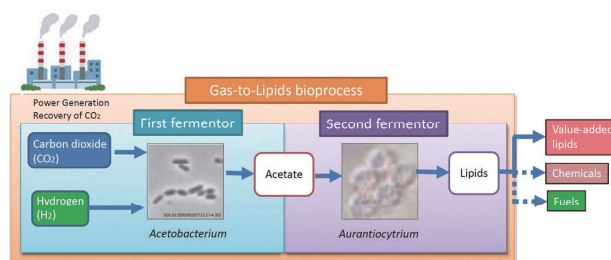 Gas-to-Lipids bioprocess
Power Generation
Recovery of CO₂
First fermentor
Second fermentor
Carbon dioxide
(CO₂)
Hydrogen
(H₂)
Acetate
Lipids
Value-added
lipids
Chemicals
Fuels
Acetobacterium
Aurantiocytrium